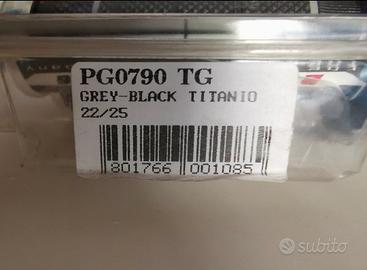 PG0790 TG
GREY-BLACK TITANIO
22/25
801766 001085
subito